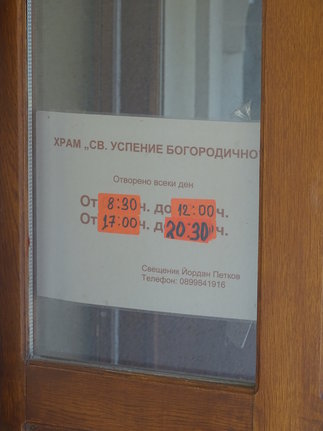 ХРАМ „СВ. УСПЕНИЕ БОГОРОДИЧНО
Отворено всеки ден
От 8:30 ч. до 12:00 ч.
От 17:00 ч. д 20:30 ч.
Свещеник Йордан Петков
Телефон: 0899841916